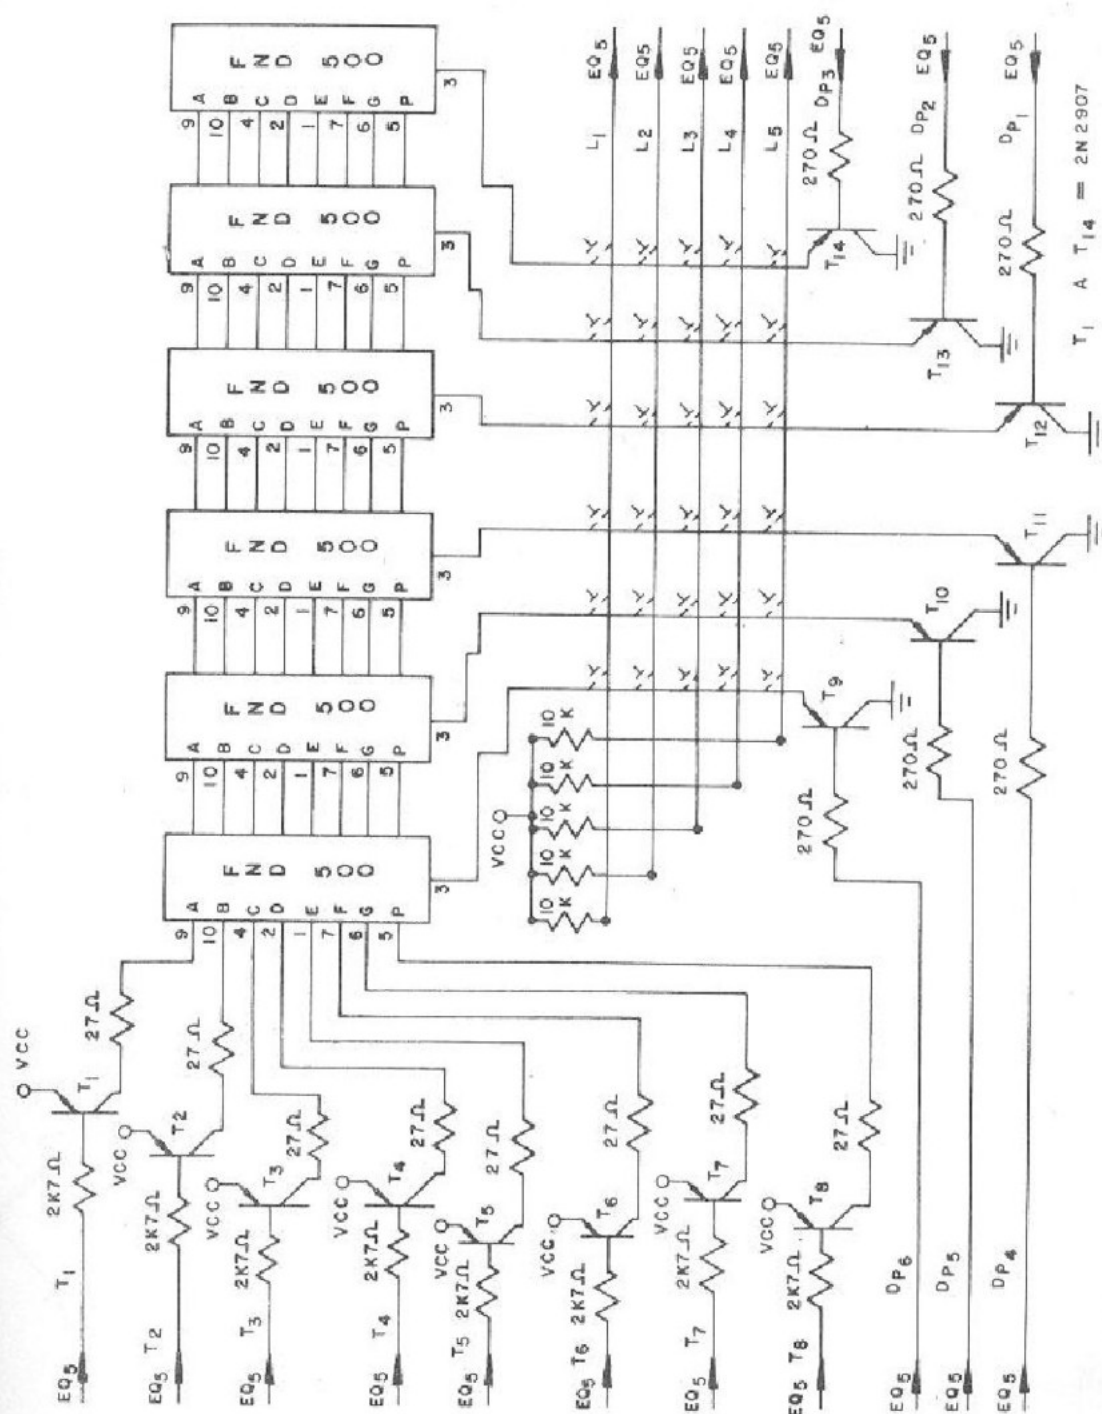 VCC
EQ5 T1 2K7Ω T1 27Ω
VCC
EQ5 T2 2K7Ω T2 27Ω
VCC
EQ5 T3 2K7Ω T3 27Ω
VCC
EQ5 T4 2K7Ω T4 27Ω
VCC
EQ5 T5 2K7Ω T5 27Ω
VCC
EQ5 T6 2K7Ω T6 27Ω
VCC
EQ5 T7 2K7Ω T7 27Ω
VCC
EQ5 T8 2K7Ω T8 27Ω
9 10 4 2 1 7 6 5
A B C D E F G P
FND 500
3
9 10 4 2 1 7 6 5
A B C D E F G P
FND 500
3
9 10 4 2 1 7 6 5
A B C D E F G P
FND 500
3
9 10 4 2 1 7 6 5
A B C D E F G P
FND 500
3
9 10 4 2 1 7 6 5
A B C D E F G P
FND 500
3
9 10 4 2 1 7 6 5
A B C D E F G P
FND 500
3
VCC
10 K
10 K
10 K
10 K
10 K
L1 EQ5
L2 EQ5
L3 EQ5
L4 EQ5
L5 EQ5
EQ5 DP6 270Ω T9
EQ5 DP5 270Ω T10
EQ5 DP4 270Ω T11
T12 270Ω DP1 EQ5
T13 270Ω DP2 EQ5
T14 270Ω DP3 EQ5
T1 A T14 = 2N2907